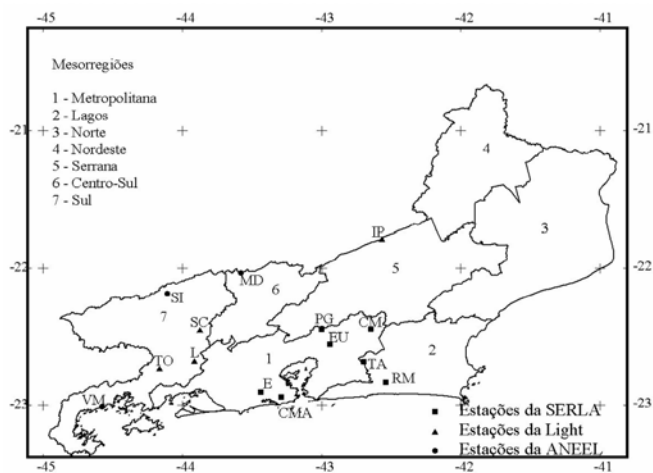 -45 -44 -43 -42 -41
Mesorregiões
1 - Metropolitana
2 - Lagos
3 - Norte
4 - Nordeste
5 - Serrana
6 - Centro-Sul
7 - Sul
-21
4
IP
3
-22
MD
5
SI
6
7
SC
PG
CM
EU
L
TO
1
2
TA
RM
E
VM
CMA
-23
Estações da SERLA
Estações da Light
Estações da ANEEL
-21
-22
-23
-45 -44 -43 -42 -41